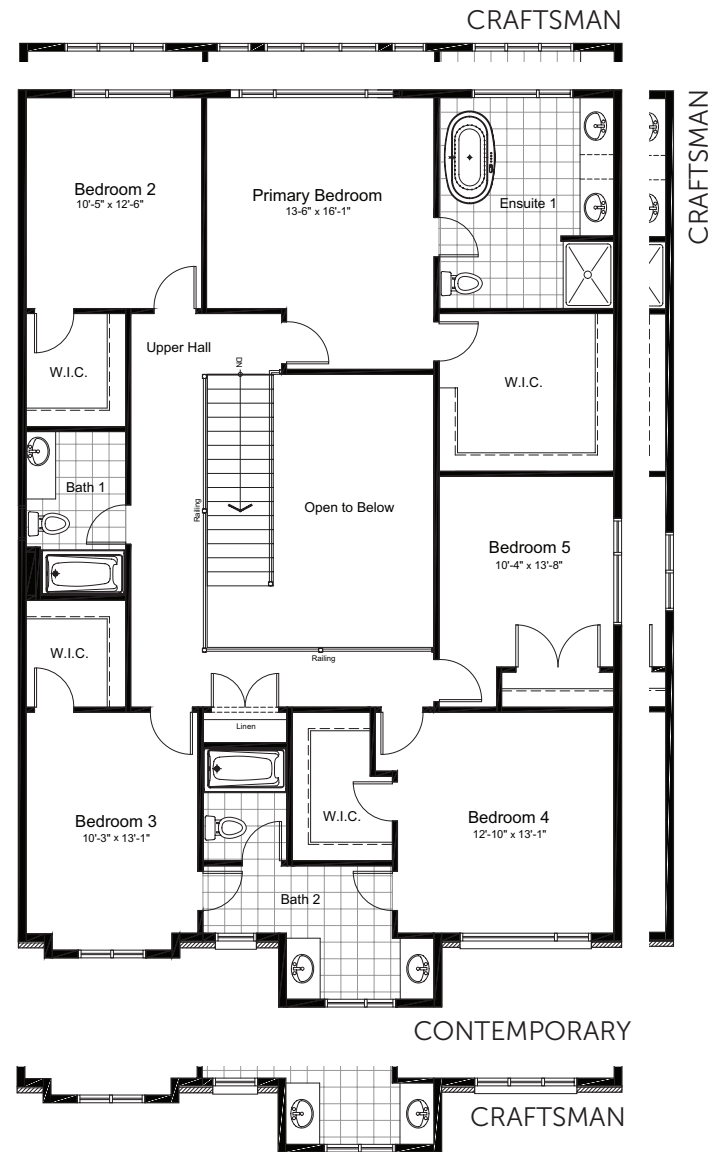 CRAFTSMAN
CRAFTSMAN
Bedroom 2
10'-5" x 12'-6"
Primary Bedroom
13-6" x 16'-1"
Ensuite 1
Upper Hall
DN
W.I.C.
W.I.C.
Bath 1
Railing
Open to Below
Bedroom 5
10'-4" x 13'-8"
W.I.C.
Railing
Linen
Bedroom 3
10'-3" x 13'-1"
W.I.C.
Bedroom 4
12'-10" x 13'-1"
Bath 2
CONTEMPORARY
CRAFTSMAN